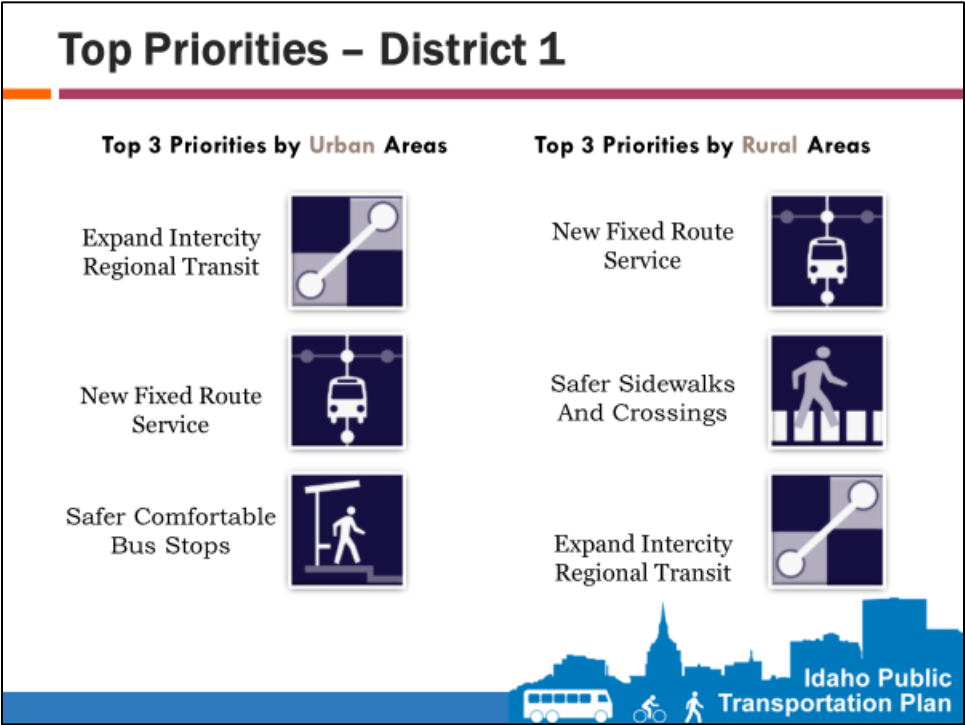 Top Priorities – District 1
Top 3 Priorities by Urban Areas
Expand Intercity
Regional Transit
New Fixed Route
Service
Safer Comfortable
Bus Stops
Top 3 Priorities by Rural Areas
New Fixed Route
Service
Safer Sidewalks
And Crossings
Expand Intercity
Regional Transit
Idaho Public
Transportation Plan